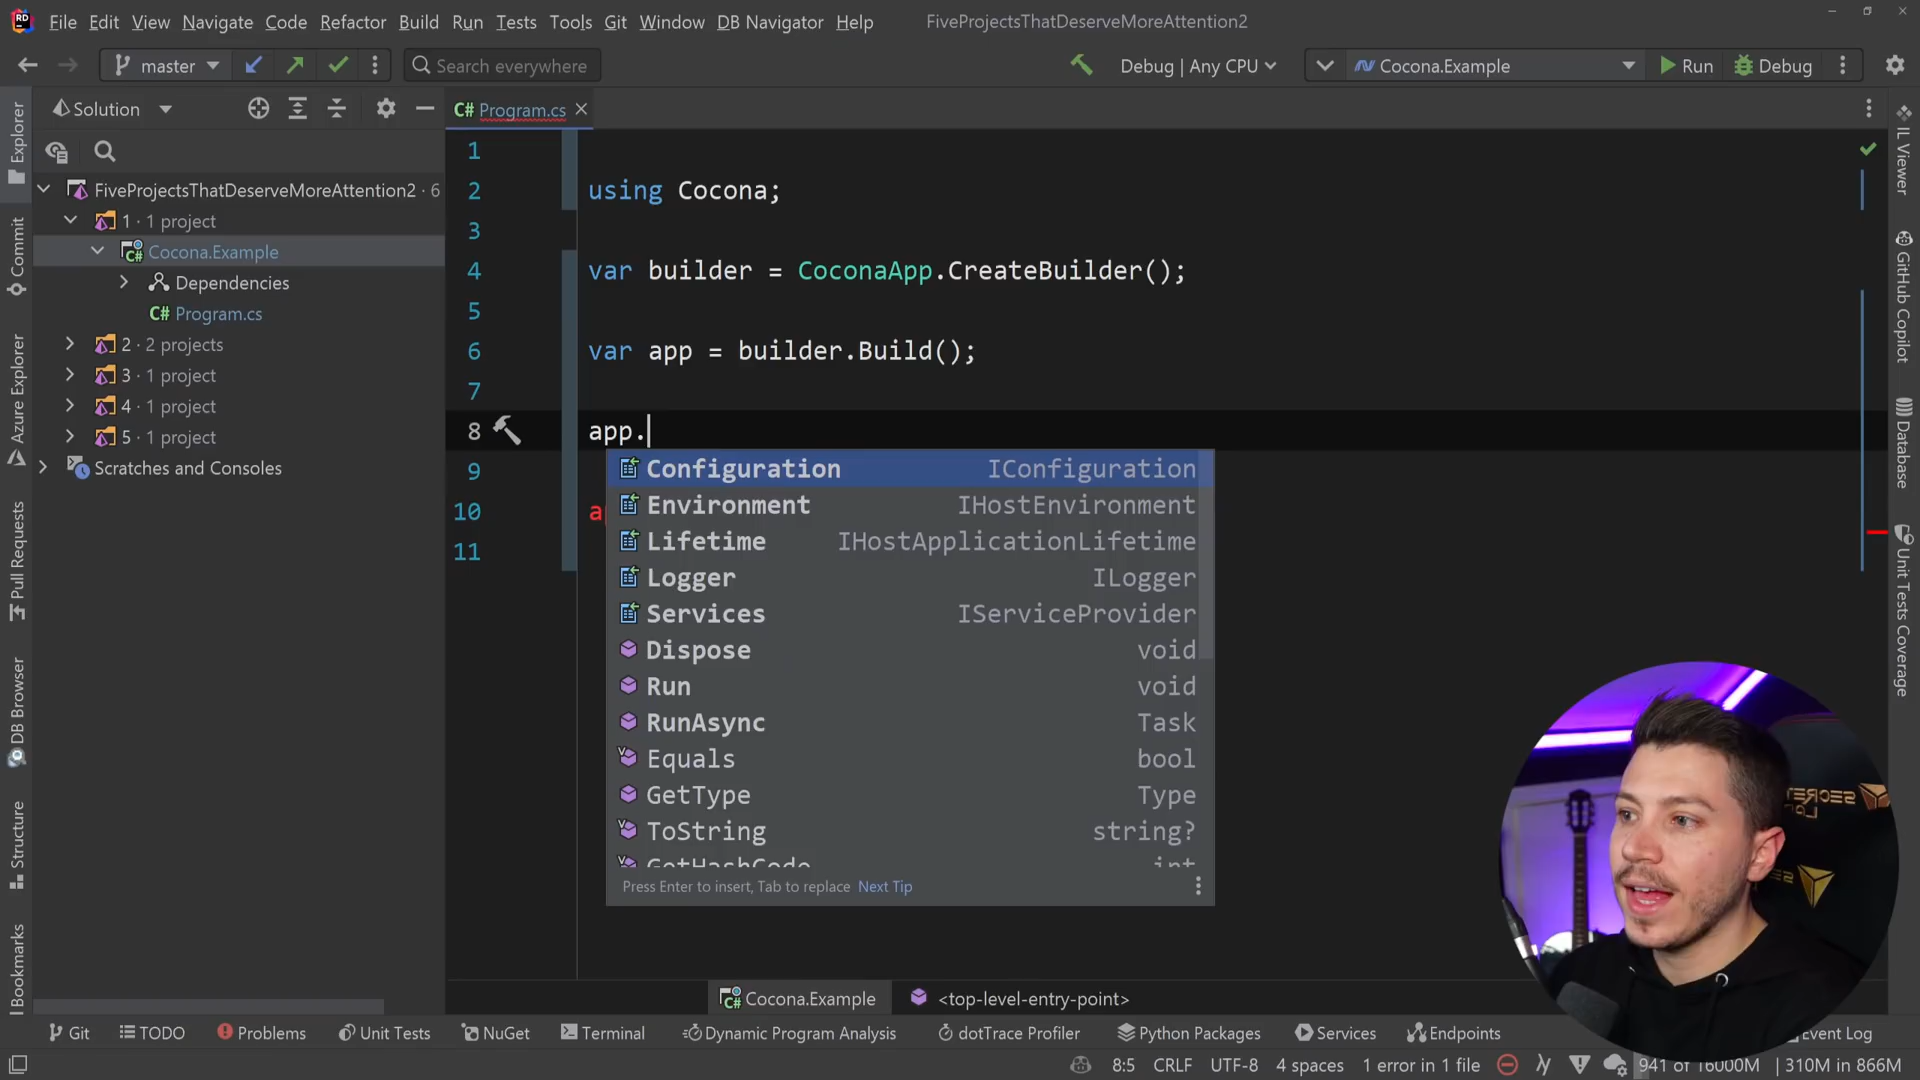 File Edit View Navigate Code Refactor Build Run Tests Tools Git Window DB Navigator Help FiveProjectsThatDeserveMoreAttention2
master Search everywhere Debug | Any CPU Cocona.Example Run Debug
Solution
C# Program.cs
FiveProjectsThatDeserveMoreAttention2 · 6
1 · 1 project
Cocona.Example
Dependencies
C# Program.cs
2 · 2 projects
3 · 1 project
4 · 1 project
5 · 1 project
Scratches and Consoles
Explorer
Commit
Azure Explorer
Pull Requests
DB Browser
Structure
Bookmarks
1
2 using Cocona;
3
4 var builder = CoconaApp.CreateBuilder();
5
6 var app = builder.Build();
7
8 app.
9
10 a
11
Configuration IConfiguration
Environment IHostEnvironment
Lifetime IHostApplicationLifetime
Logger ILogger
Services IServiceProvider
Dispose void
Run void
RunAsync Task
Equals bool
GetType Type
ToString string?
GetHashCode int
Press Enter to insert, Tab to replace Next Tip
IL Viewer
GitHub Copilot
Database
Unit Tests Coverage
SECRET
Lab
Cocona.Example <top-level-entry-point>
Git TODO Problems Unit Tests NuGet Terminal Dynamic Program Analysis dotTrace Profiler Python Packages Services Endpoints Event Log
8:5 CRLF UTF-8 4 spaces 1 error in 1 file 941 of 16000M 310M in 866M